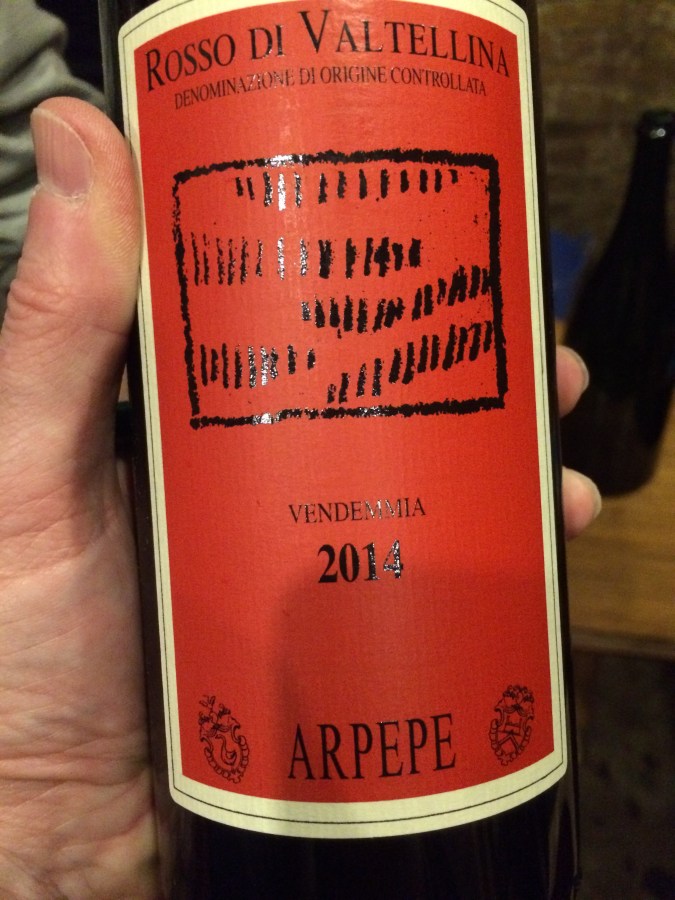 ROSSO DI VALTELLINA
DENOMINAZIONE DI ORIGINE CONTROLLATA
VENDEMMIA
2014
ARPEPE